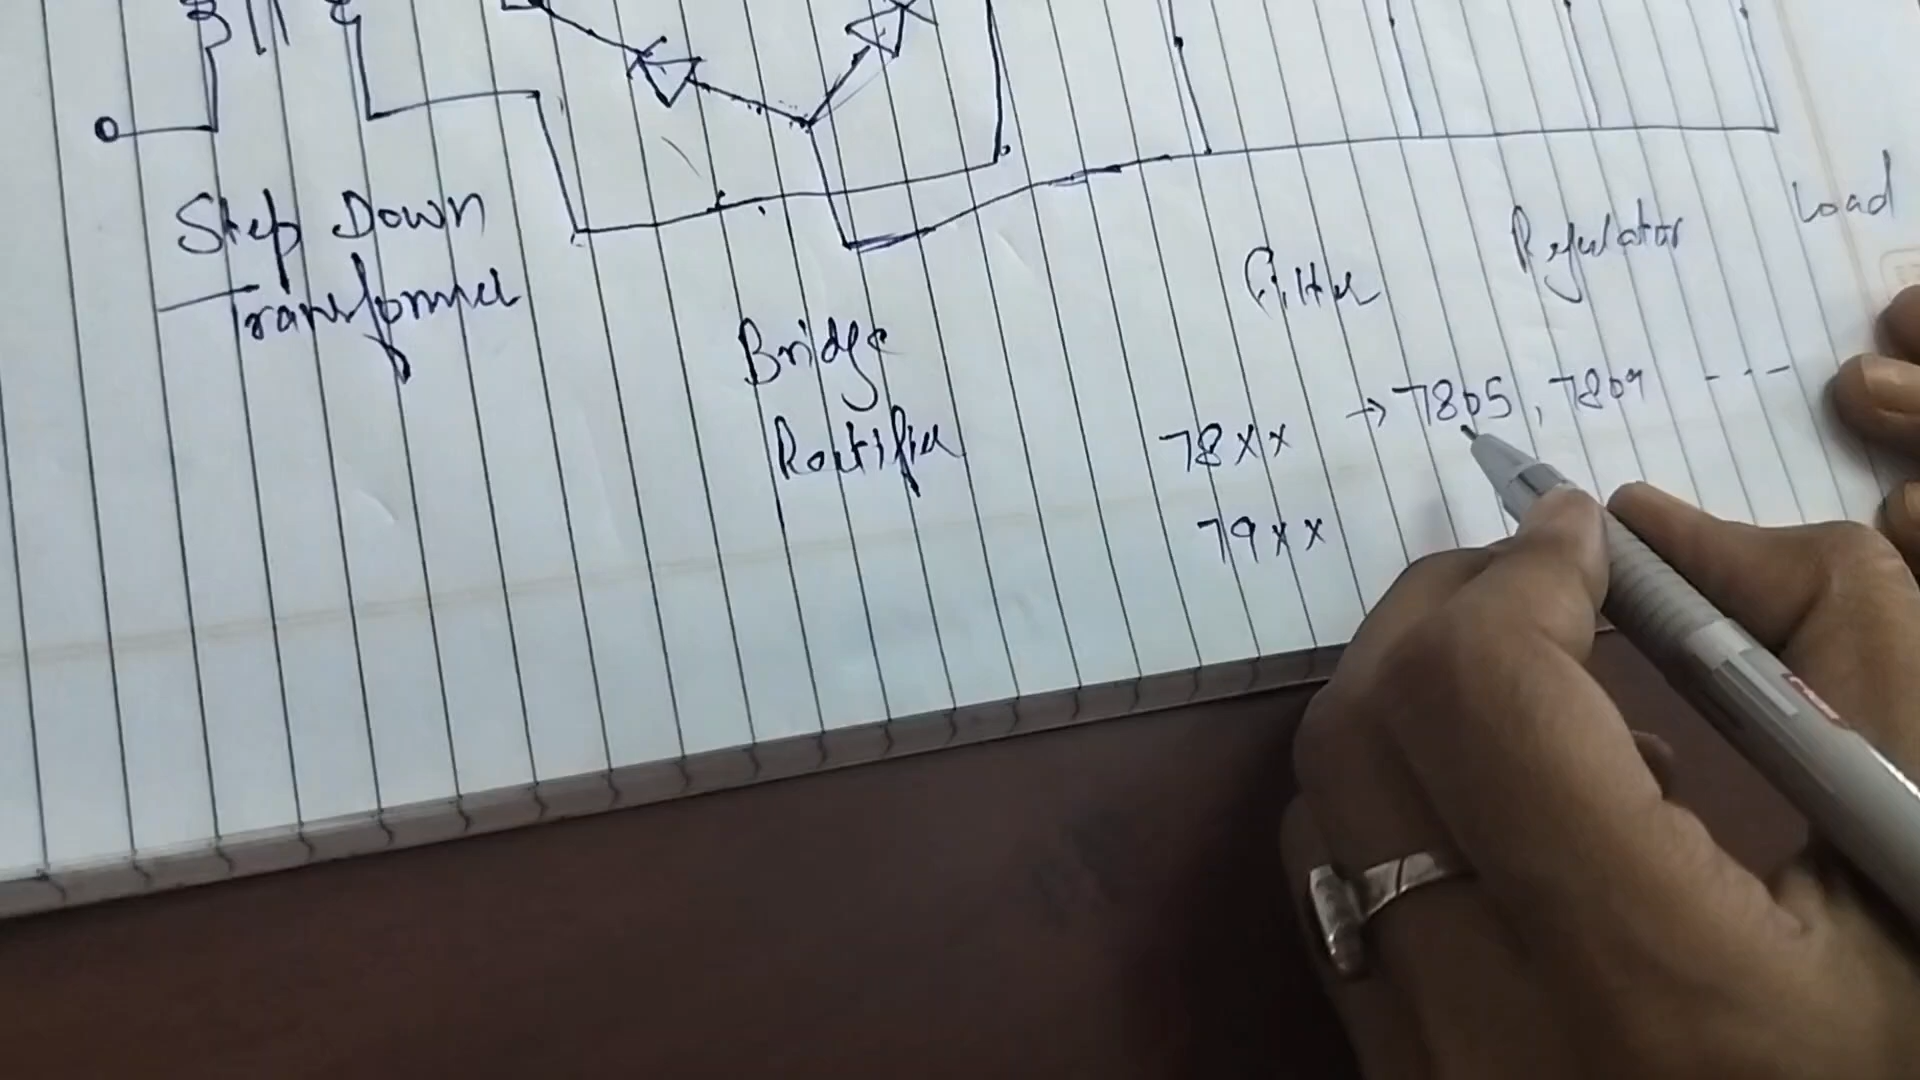 Step Down
Transformer
Bridge
Rectifier
Filter
Regulator
Load
78xx → 7805, 7809 - - -
79xx